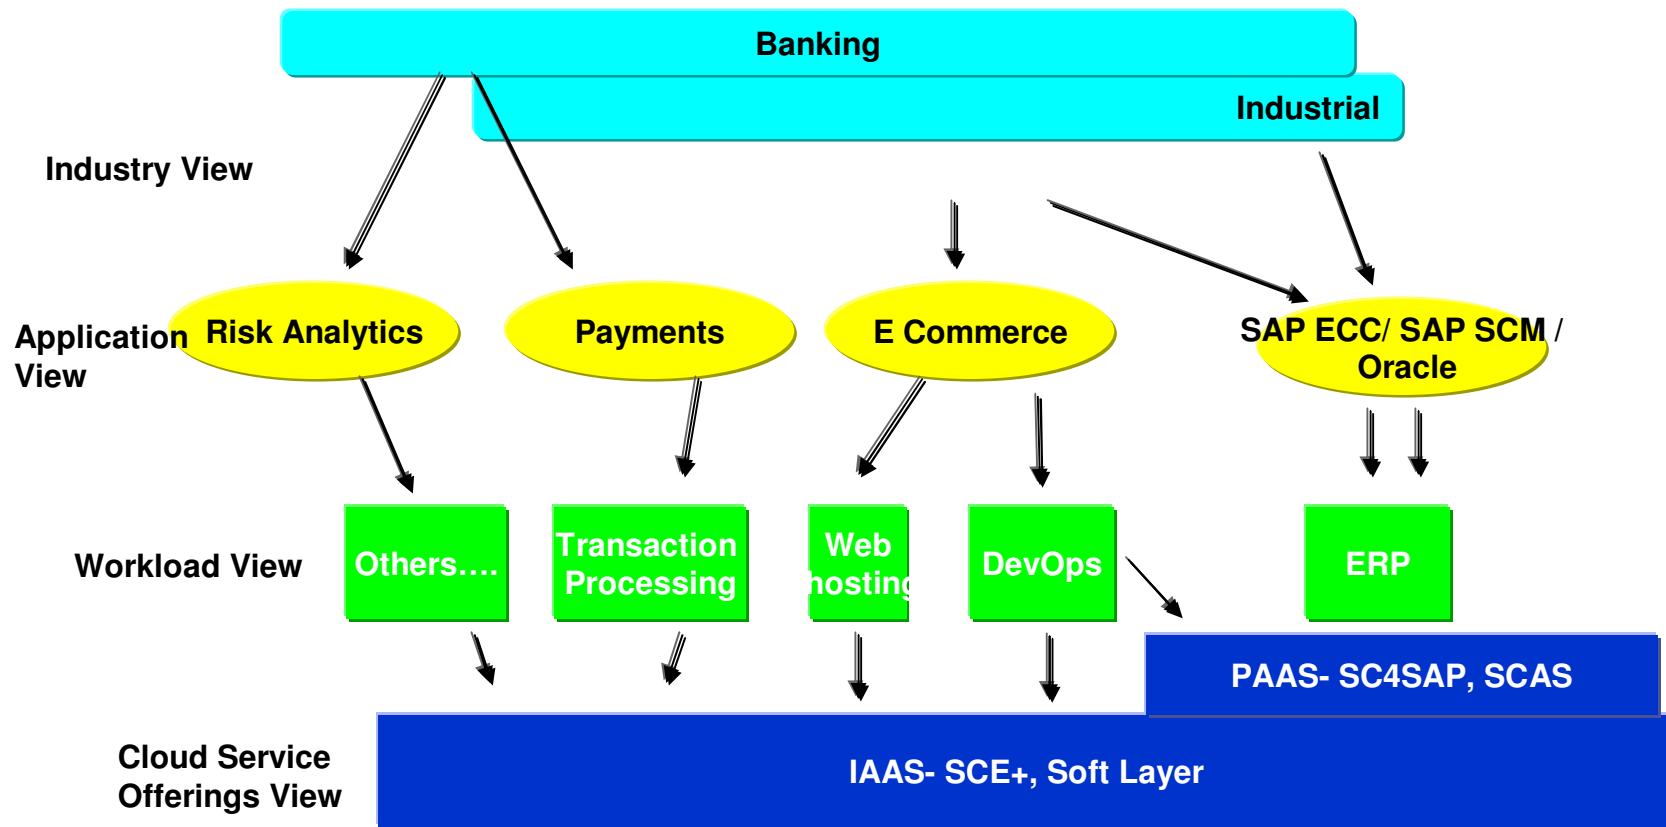 Banking
Industrial
Industry View
Application
View
Risk Analytics
Payments
E Commerce
SAP ECC/ SAP SCM /
Oracle
Workload View
Others....
Transaction
Processing
Web
hosting
DevOps
ERP
PAAS- SC4SAP, SCAS
Cloud Service
Offerings View
IAAS- SCE+, Soft Layer